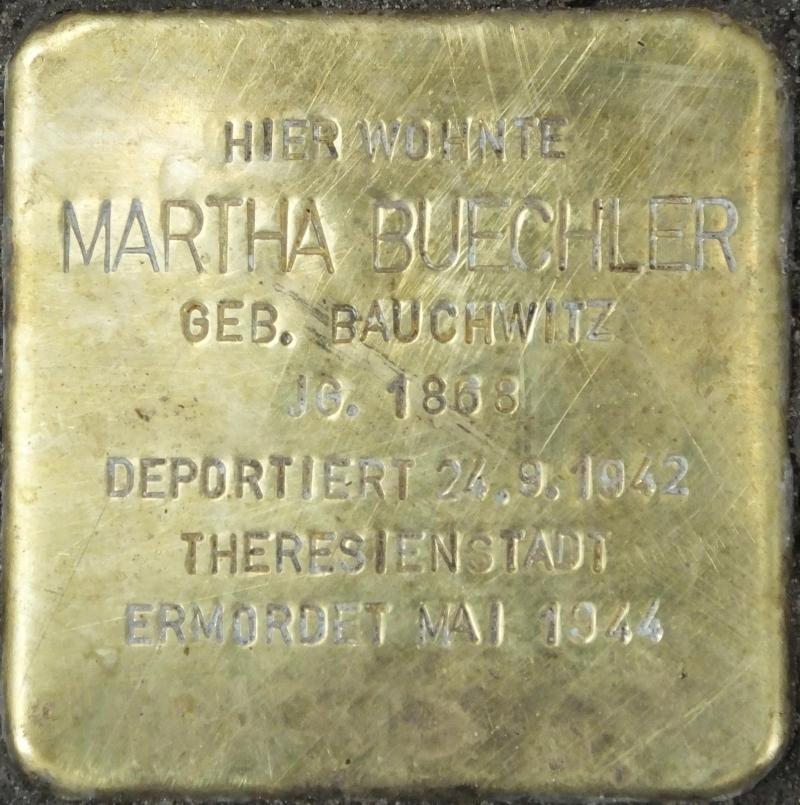 HIER WOHNTE
MARTHA BUECHLER
GEB. BAUCHWITZ
JG. 1868
DEPORTIERT 24.9.1942
THERESIENSTADT
ERMORDET MAI 1944